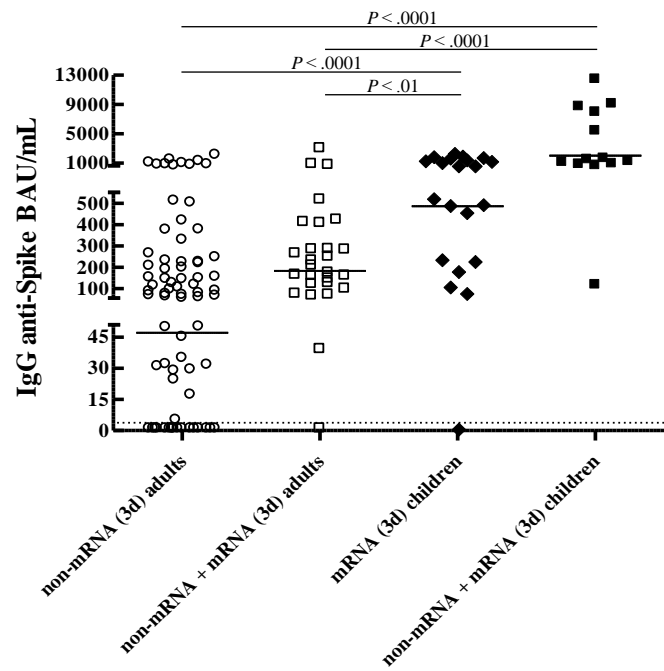 P < .0001
P < .0001
P < .0001
P < .01
IgG anti-Spike BAU/mL
13000
9000
5000
1000
500
400
300
200
100
45
30
15
0
non-mRNA (3d) adults
non-mRNA + mRNA (3d) adults
mRNA (3d) children
non-mRNA + mRNA (3d) children